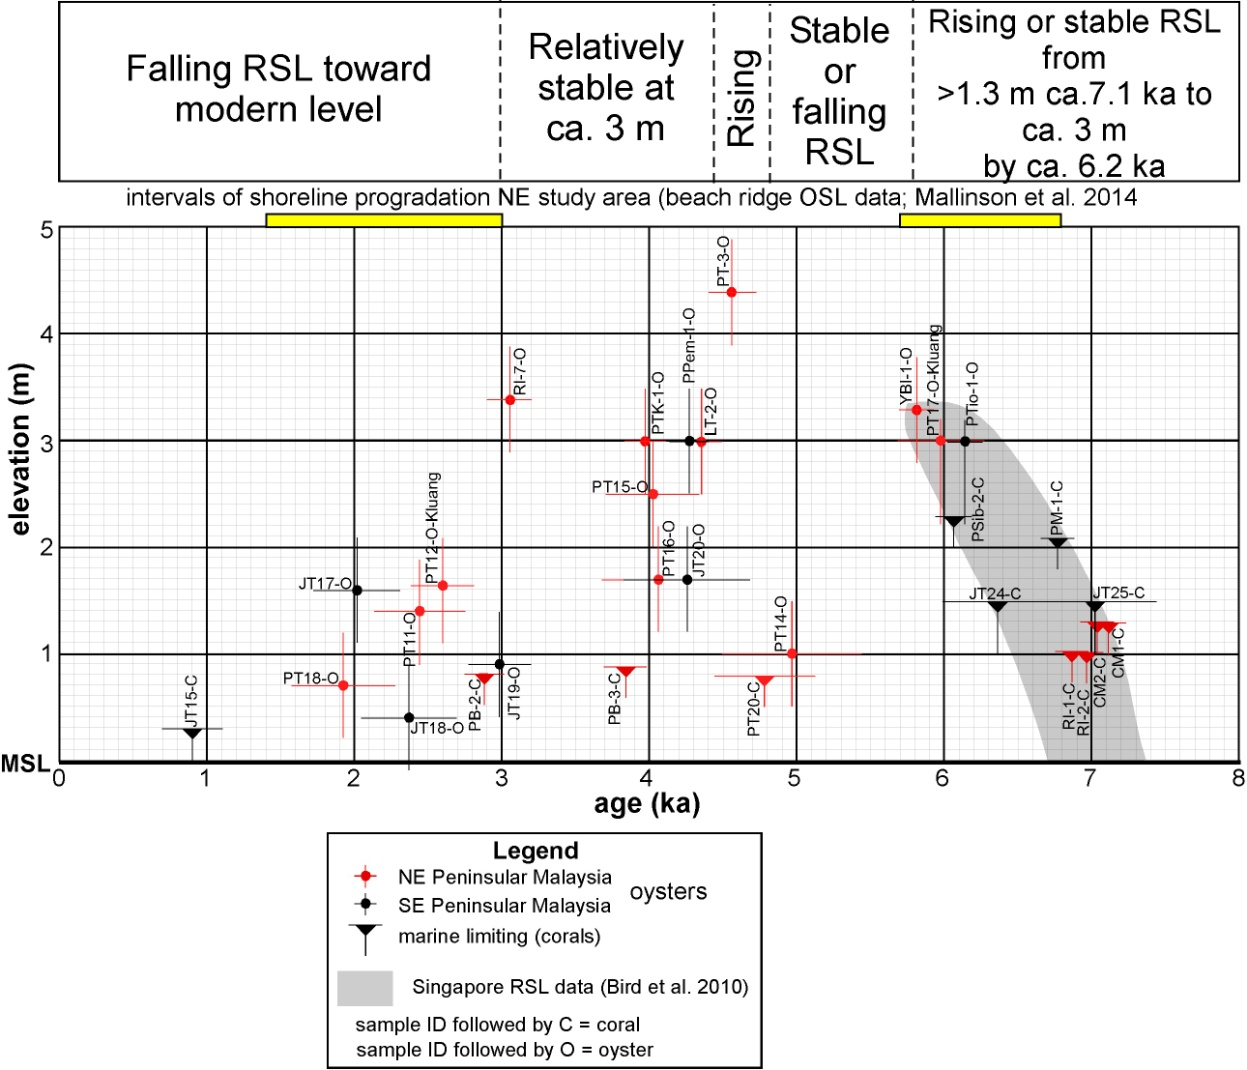 Falling RSL toward
modern level
Relatively
stable at
ca. 3 m
Rising
Stable
or
falling
RSL
Rising or stable RSL
from
>1.3 m ca.7.1 ka to
ca. 3 m
by ca. 6.2 ka
intervals of shoreline progradation NE study area (beach ridge OSL data; Mallinson et al. 2014
5
4
3
2
1
MSL
elevation (m)
JT15-C
PT18-O
JT17-O
PT11-O
JT18-O
PT12-O-Kluang
PB-2-C
JT19-O
RI-7-O
PB-3-C
PTK-1-O
PT15-O
PT16-O
JT20-O
PPem-1-O
LT-2-O
PT-3-O
PT20-C
PT14-O
YBI-1-O
PT17-O-Kluang
PTio-1-O
PSib-2-C
PM-1-C
JT24-C
JT25-C
RI-1-C
RI-2-C
CM2-C
CM1-C
0 1 2 3 4 5 6 7 8
age (ka)
Legend
NE Peninsular Malaysia
SE Peninsular Malaysia
oysters
marine limiting (corals)
Singapore RSL data (Bird et al. 2010)
sample ID followed by C = coral
sample ID followed by O = oyster